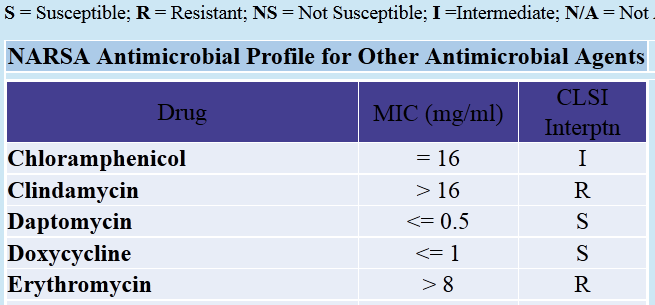 S = Susceptible; R = Resistant; NS = Not Susceptible; I =Intermediate; N/A = Not
NARSA Antimicrobial Profile for Other Antimicrobial Agents
Drug MIC (mg/ml) CLSI Interptn
Chloramphenicol = 16 I
Clindamycin > 16 R
Daptomycin <= 0.5 S
Doxycycline <= 1 S
Erythromycin > 8 R